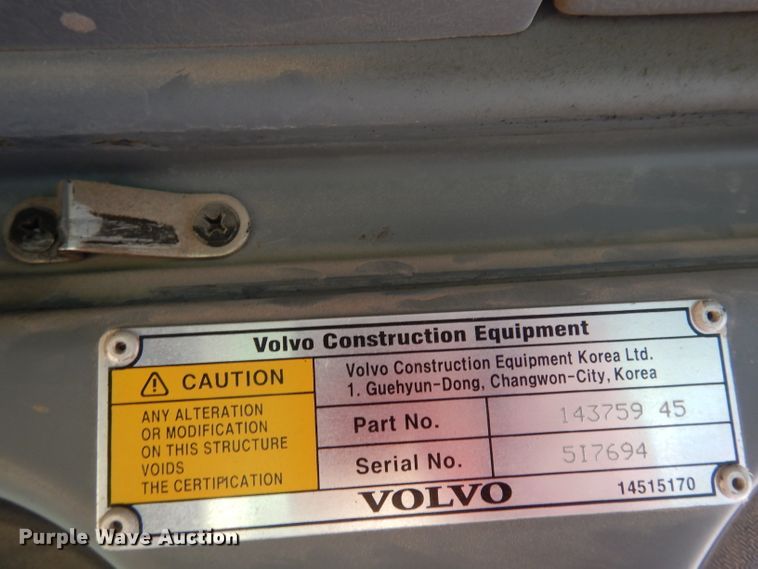 Volvo Construction Equipment
CAUTION
ANY ALTERATION
OR MODIFICATION
ON THIS STRUCTURE
VOIDS
THE CERTIPICATION
Volvo Construction Equipment Korea Ltd.
1. Guehyun-Dong, Changwon-City, Korea
Part No. 143759 45
Serial No. 5I7694
VOLVO 14515170
Purple Wave Auction